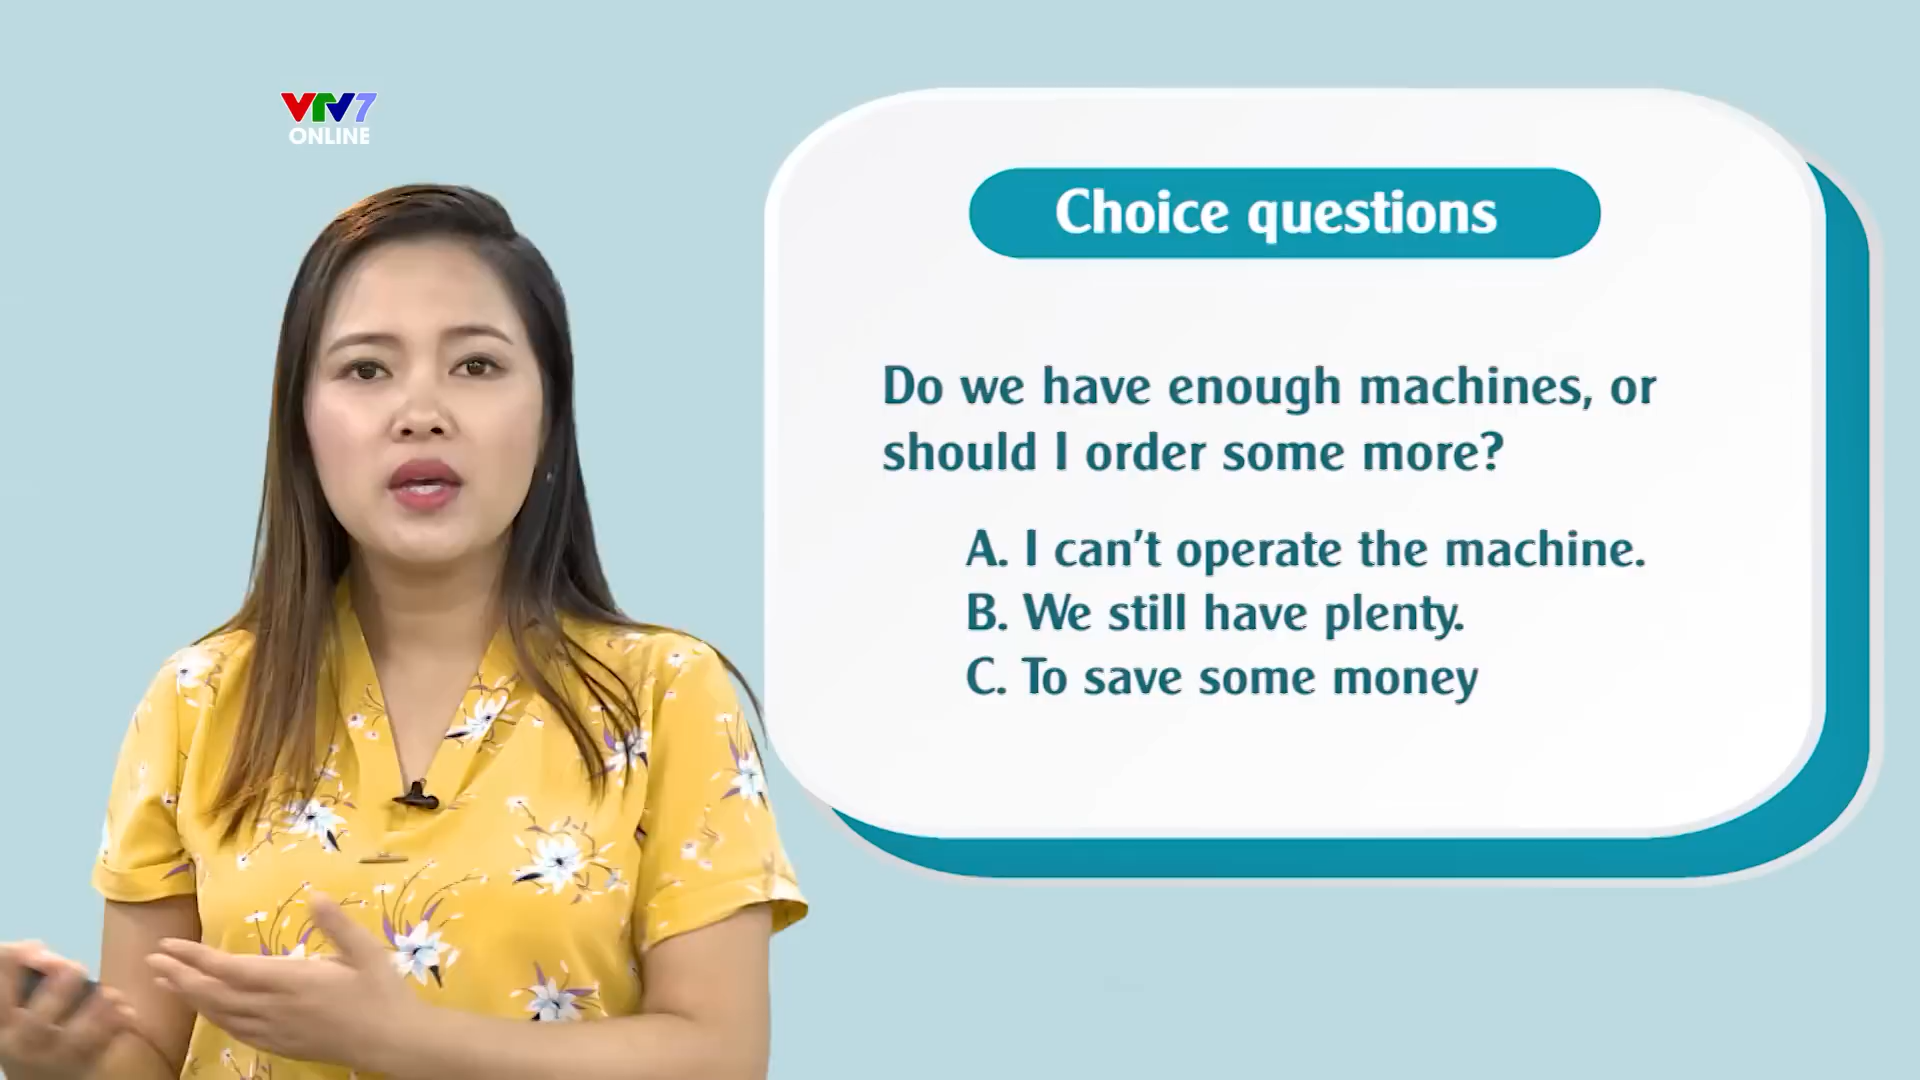 VTV7
ONLINE
Choice questions
Do we have enough machines, or
should I order some more?
A. I can't operate the machine.
B. We still have plenty.
C. To save some money